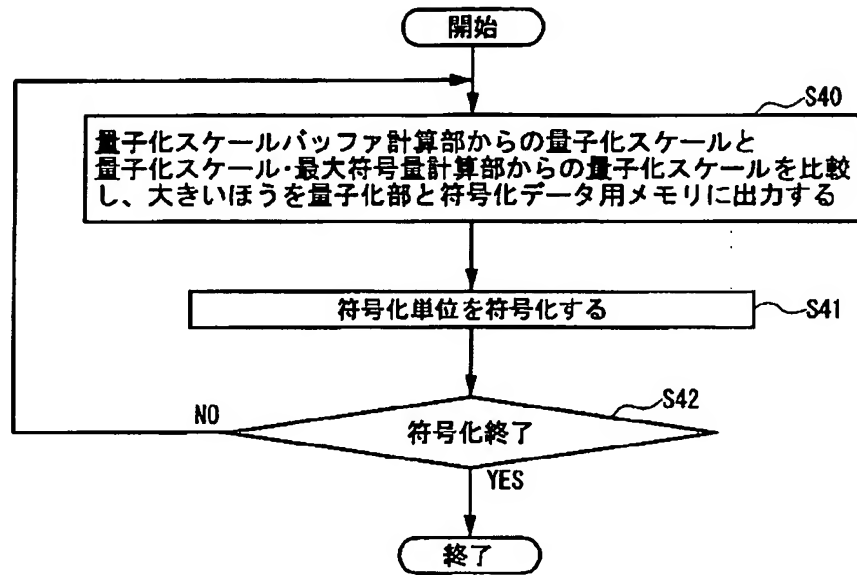 開始
S40
量子化スケールバッファ計算部からの量子化スケールと
量子化スケール・最大符号量計算部からの量子化スケールを比較
し、大きいほうを量子化部と符号化データ用メモリに出力する
符号化単位を符号化する
S41
S42
NO
符号化終了
YES
終了